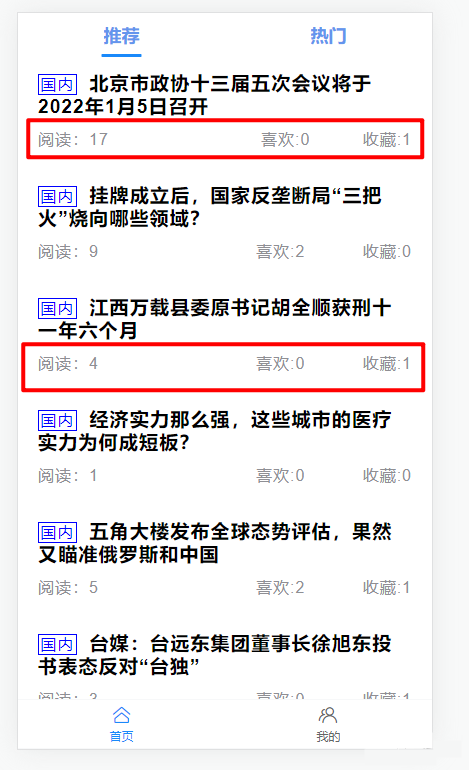 推荐 热门
国内 北京市政协十三届五次会议将于
2022年1月5日召开
阅读：17 喜欢:0 收藏:1
国内 挂牌成立后，国家反垄断局“三把
火”烧向哪些领域？
阅读：9 喜欢:2 收藏:0
国内 江西万载县委原书记胡全顺获刑十
一年六个月
阅读：4 喜欢:0 收藏:1
国内 经济实力那么强，这些城市的医疗
实力为何成短板？
阅读：1 喜欢:0 收藏:0
国内 五角大楼发布全球态势评估，果然
又瞄准俄罗斯和中国
阅读：5 喜欢:2 收藏:1
国内 台媒：台远东集团董事长徐旭东投
书表态反对“台独”
阅读：3 喜欢:0 收藏:1
首页 我的